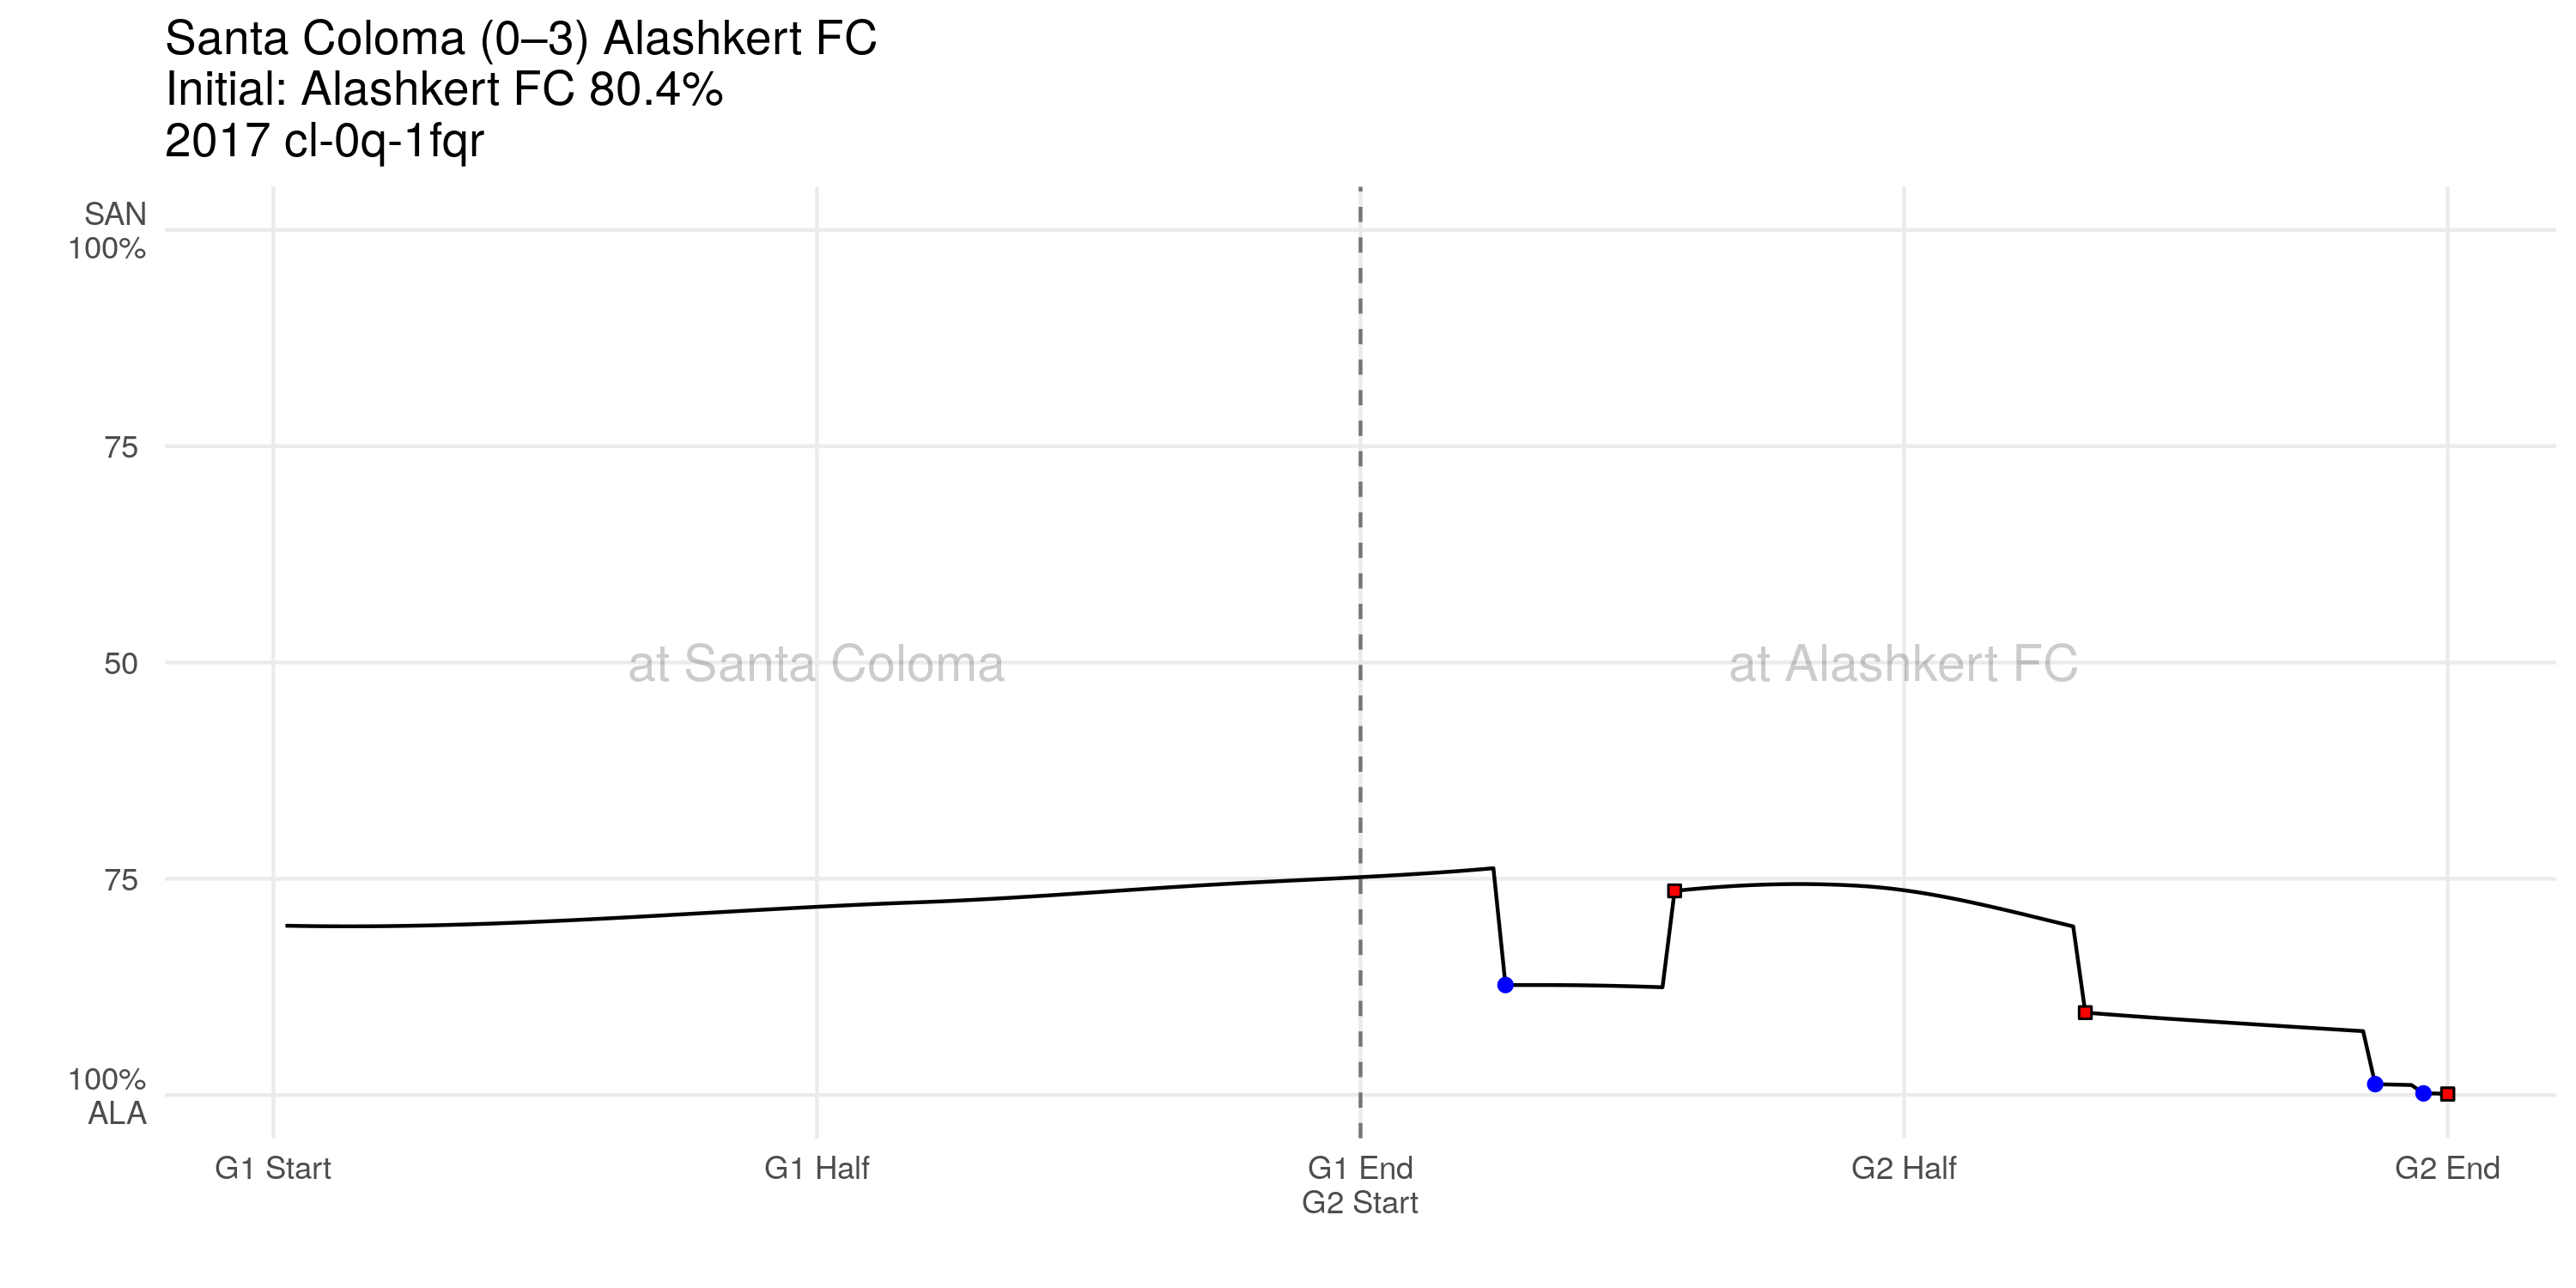 Santa Coloma (0–3) Alashkert FC
Initial: Alashkert FC 80.4%
2017 cl-0q-1fqr
SAN
100%
75
50
75
100%
ALA
at Santa Coloma
at Alashkert FC
G1 Start
G1 Half
G1 End
G2 Start
G2 Half
G2 End